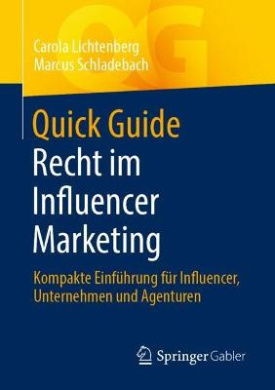 QG
Carola Lichtenberg
Marcus Schladebach
Quick Guide
Recht im
Influencer
Marketing
Kompakte Einführung für Influencer,
Unternehmen und Agenturen
Springer Gabler